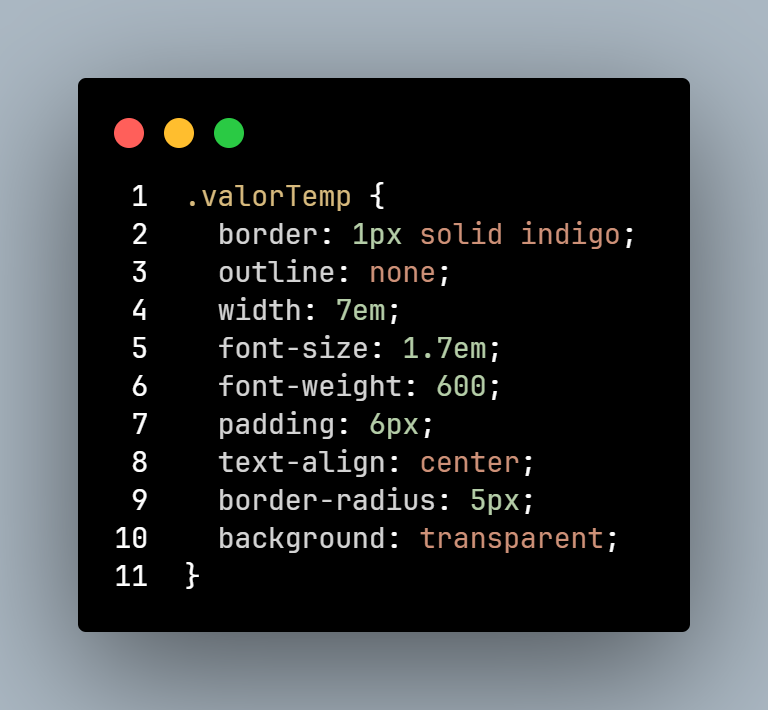 1 .valorTemp {
2   border: 1px solid indigo;
3   outline: none;
4   width: 7em;
5   font-size: 1.7em;
6   font-weight: 600;
7   padding: 6px;
8   text-align: center;
9   border-radius: 5px;
10   background: transparent;
11 }